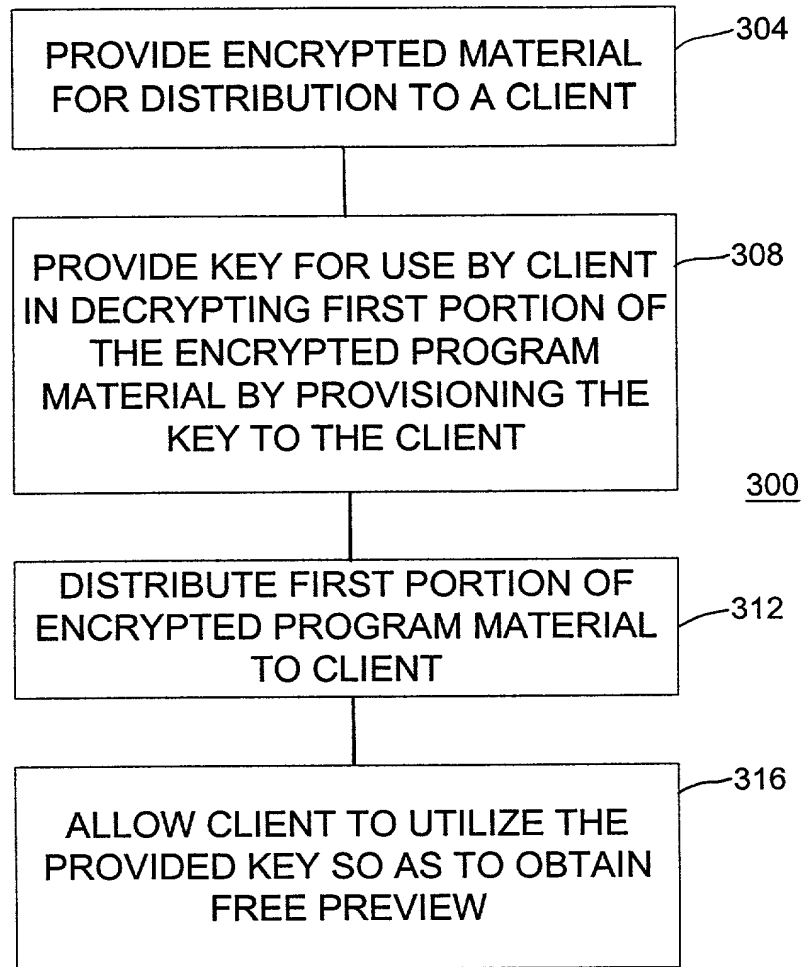 PROVIDE ENCRYPTED MATERIAL
FOR DISTRIBUTION TO A CLIENT
304
PROVIDE KEY FOR USE BY CLIENT
IN DECRYPTING FIRST PORTION OF
THE ENCRYPTED PROGRAM
MATERIAL BY PROVISIONING THE
KEY TO THE CLIENT
308
300
DISTRIBUTE FIRST PORTION OF
ENCRYPTED PROGRAM MATERIAL
TO CLIENT
312
ALLOW CLIENT TO UTILIZE THE
PROVIDED KEY SO AS TO OBTAIN
FREE PREVIEW
316